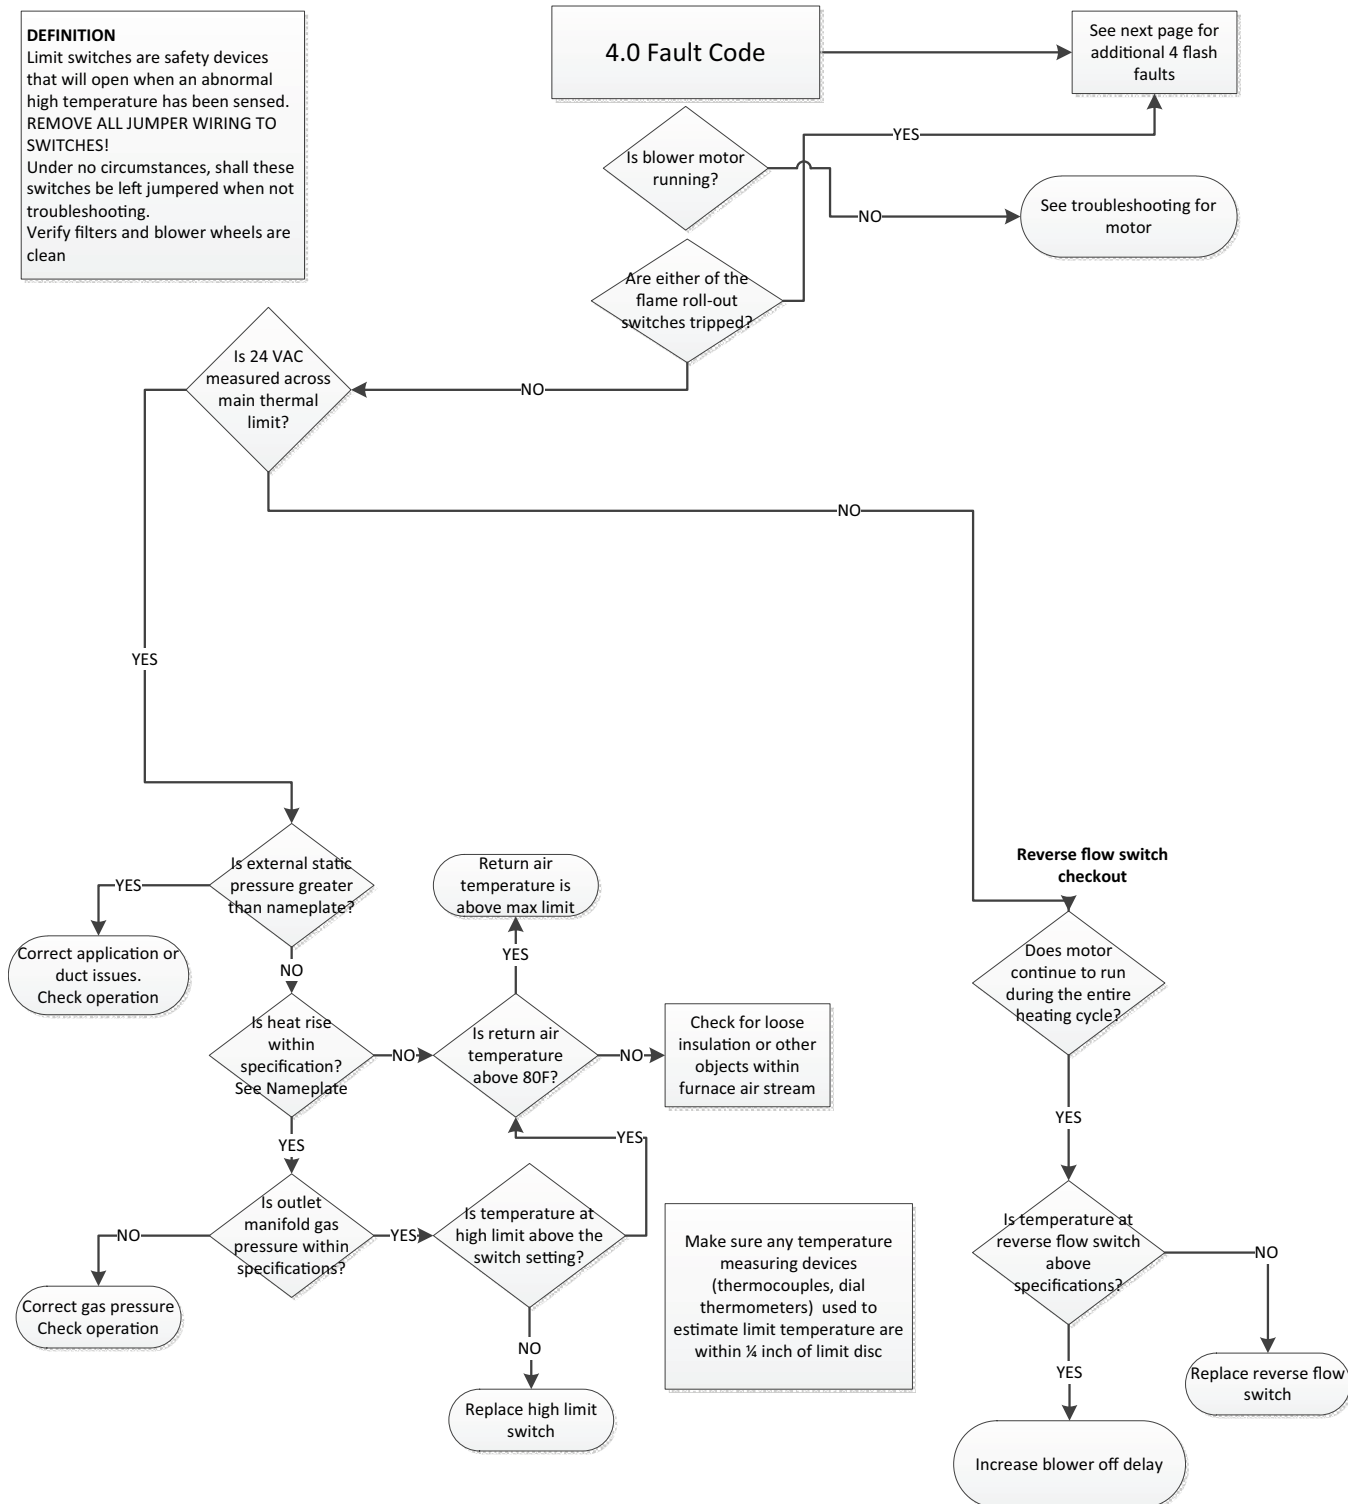 DEFINITION
Limit switches are safety devices
that will open when an abnormal
high temperature has been sensed.
REMOVE ALL JUMPER WIRING TO
SWITCHES!
Under no circumstances, shall these
switches be left jumpered when not
troubleshooting.
Verify filters and blower wheels are
clean
4.0 Fault Code
See next page for
additional 4 flash
faults
YES
Is blower motor
running?
NO
See troubleshooting for
motor
Are either of the
flame roll-out
switches tripped?
NO
Is 24 VAC
measured across
main thermal
limit?
NO
YES
Is external static
pressure greater
than nameplate?
YES
Correct application or
duct issues.
Check operation
NO
Is heat rise
within
specification?
See Nameplate
NO
Return air
temperature is
above max limit
YES
Is return air
temperature
above 80F?
NO
Check for loose
insulation or other
objects within
furnace air stream
YES
YES
Is outlet
manifold gas
pressure within
specifications?
NO
Correct gas pressure
Check operation
YES
Is temperature at
high limit above the
switch setting?
NO
Replace high limit
switch
Make sure any temperature
measuring devices
(thermocouples, dial
thermometers) used to
estimate limit temperature are
within ¼ inch of limit disc
Reverse flow switch
checkout
Does motor
continue to run
during the entire
heating cycle?
YES
Is temperature at
reverse flow switch
above
specifications?
NO
Replace reverse flow
switch
YES
Increase blower off delay